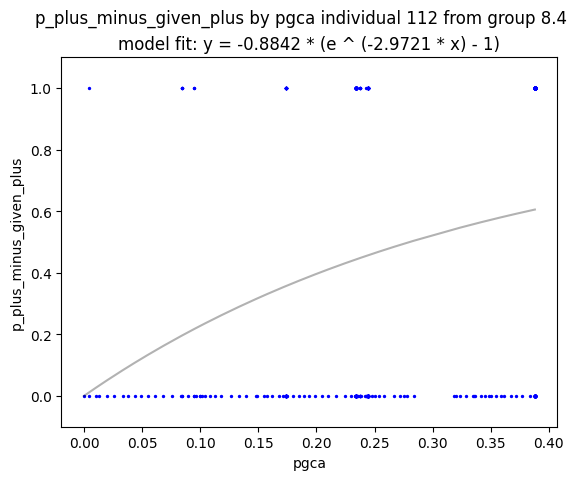 p_plus_minus_given_plus by pgca individual 112 from group 8.4
model fit: y = -0.8842 * (e ^ (-2.9721 * x) - 1)
1.0
0.8
0.6
0.4
0.2
0.0
p_plus_minus_given_plus
0.00 0.05 0.10 0.15 0.20 0.25 0.30 0.35 0.40
pgca